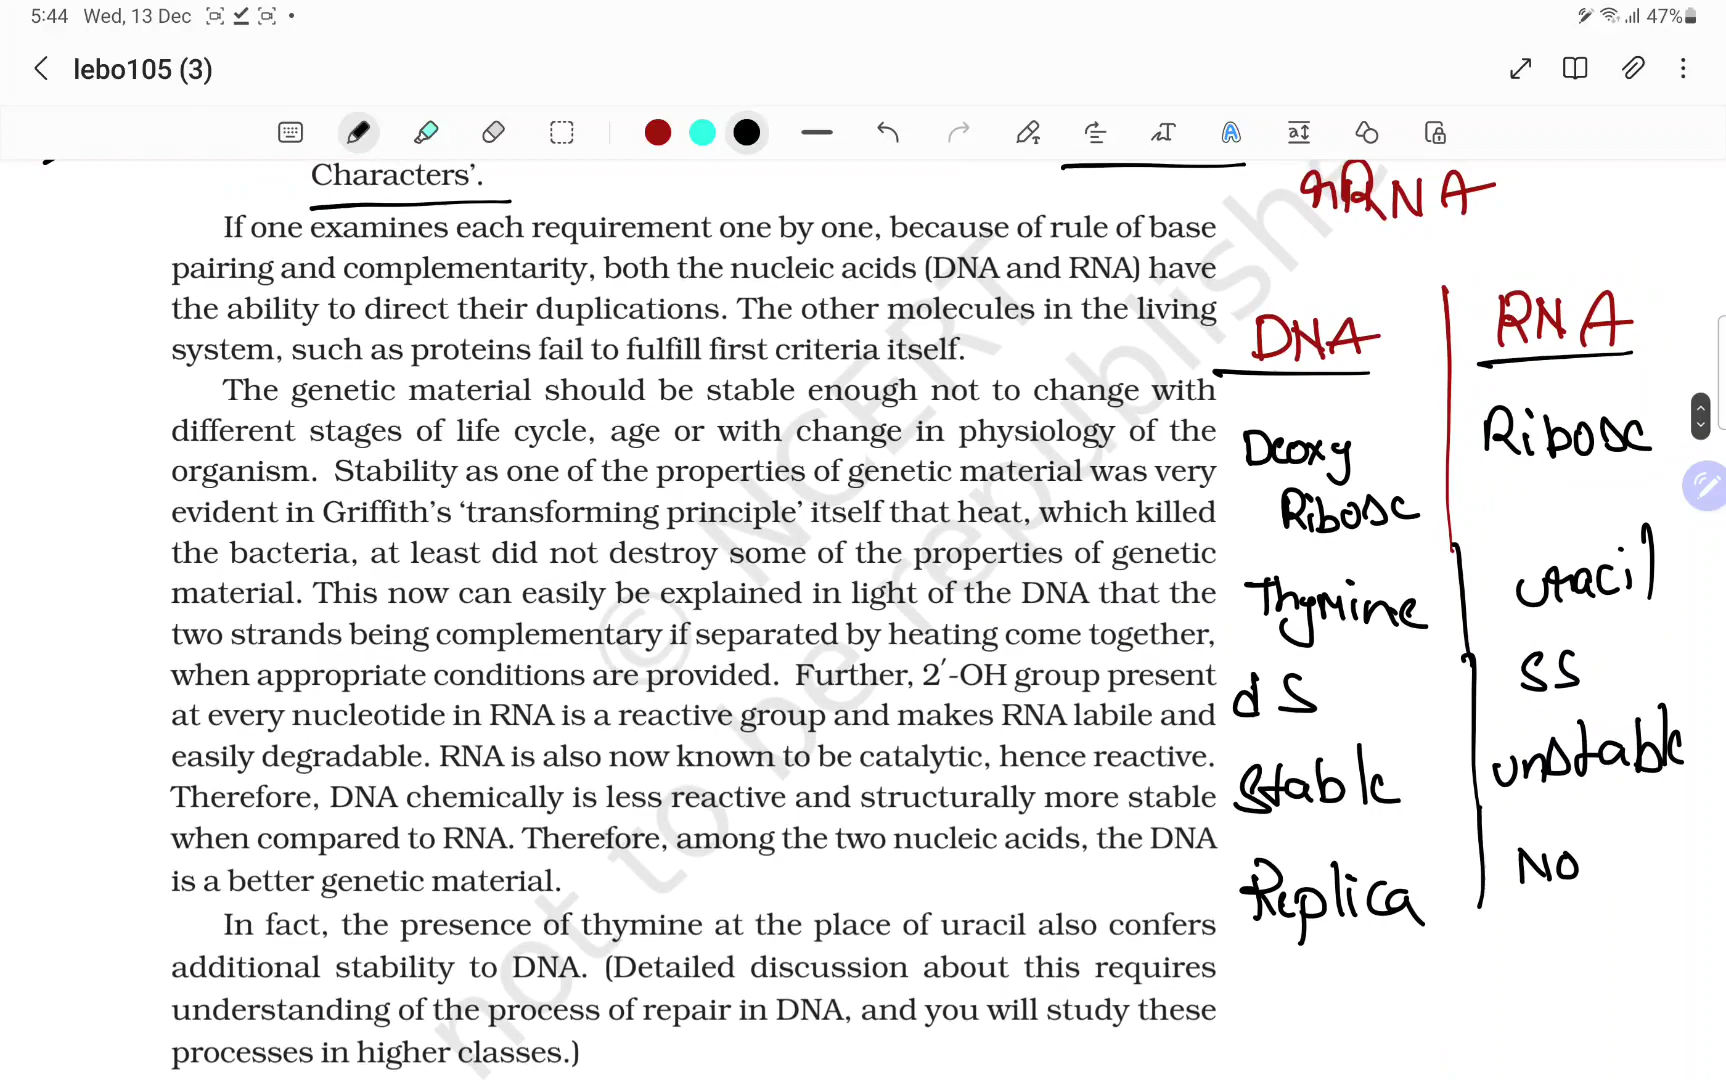 5:44 Wed, 13 Dec
47%
lebo105 (3)
Characters'.
If one examines each requirement one by one, because of rule of base
pairing and complementarity, both the nucleic acids (DNA and RNA) have
the ability to direct their duplications. The other molecules in the living
system, such as proteins fail to fulfill first criteria itself.
The genetic material should be stable enough not to change with
different stages of life cycle, age or with change in physiology of the
organism. Stability as one of the properties of genetic material was very
evident in Griffith's 'transforming principle' itself that heat, which killed
the bacteria, at least did not destroy some of the properties of genetic
material. This now can easily be explained in light of the DNA that the
two strands being complementary if separated by heating come together,
when appropriate conditions are provided. Further, 2′-OH group present
at every nucleotide in RNA is a reactive group and makes RNA labile and
easily degradable. RNA is also now known to be catalytic, hence reactive.
Therefore, DNA chemically is less reactive and structurally more stable
when compared to RNA. Therefore, among the two nucleic acids, the DNA
is a better genetic material.
In fact, the presence of thymine at the place of uracil also confers
additional stability to DNA. (Detailed discussion about this requires
understanding of the process of repair in DNA, and you will study these
processes in higher classes.)
© NCERT
not to be republishe
rRNA
DNA
RNA
Deoxy
Ribose
Ribose
Thymine
uracil
dS
SS
Stable
unstable
Replica
NO